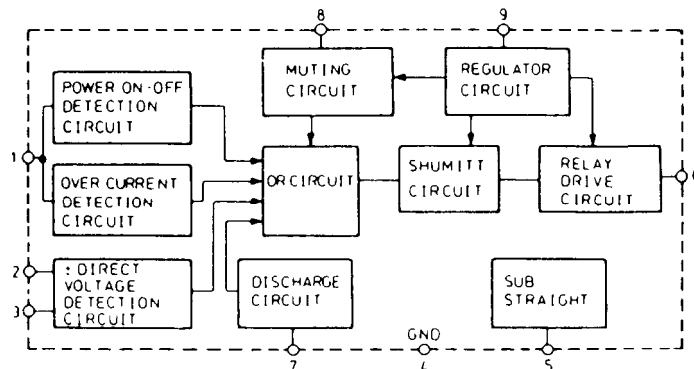 8
9
POWER ON-OFF
DETECTION
CIRCUIT
MUTING
CIRCUIT
REGULATOR
CIRCUIT
1
OVER CURRENT
DETECTION
CIRCUIT
OR CIRCUIT
SHUMITT
CIRCUIT
RELAY
DRIVE
CIRCUIT
6
2
3
± DIRECT
VOLTAGE
DETECTION
CIRCUIT
DISCHARGE
CIRCUIT
SUB
STRAIGHT
GND
7
4
5